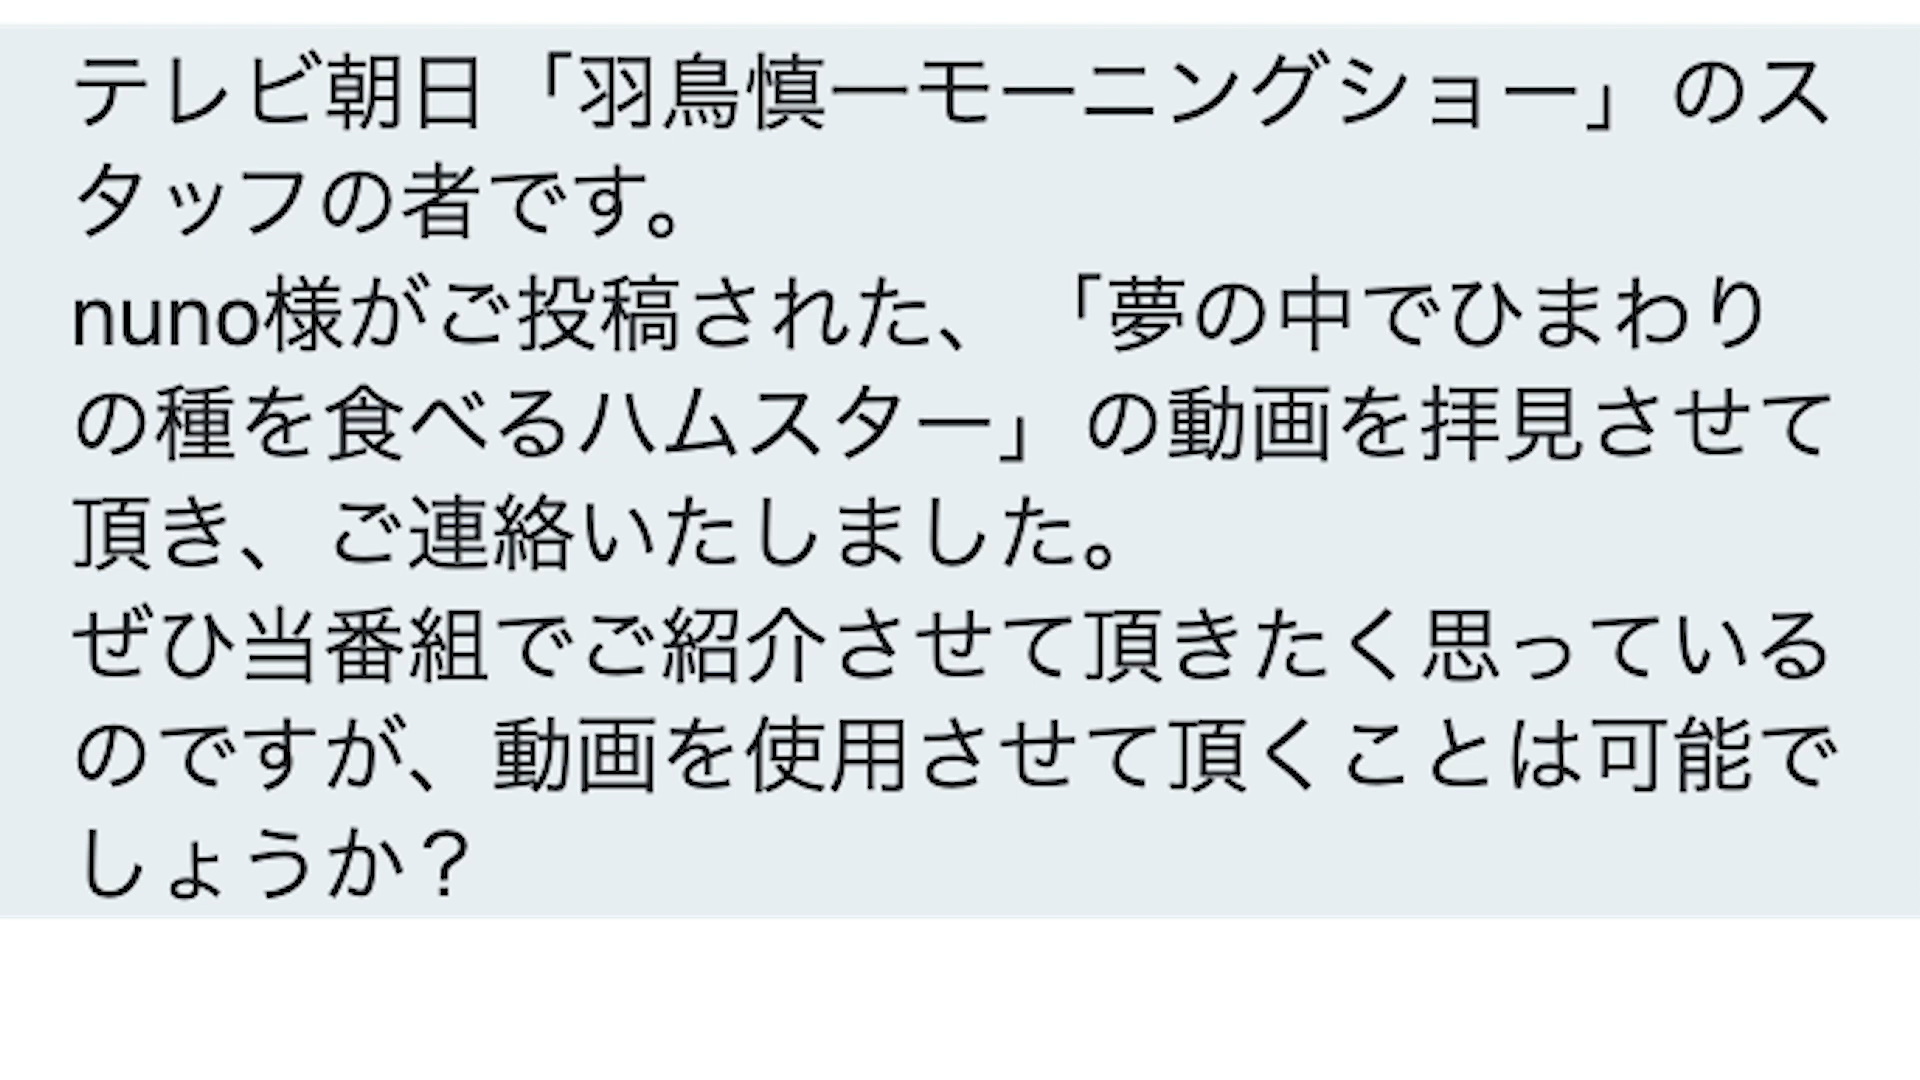 テレビ朝日「羽鳥慎一モーニングショー」のス
タッフの者です。
nuno様がご投稿された、「夢の中でひまわり
の種を食べるハムスター」の動画を拝見させて
頂き、ご連絡いたしました。
ぜひ当番組でご紹介させて頂きたく思っている
のですが、動画を使用させて頂くことは可能で
しょうか？